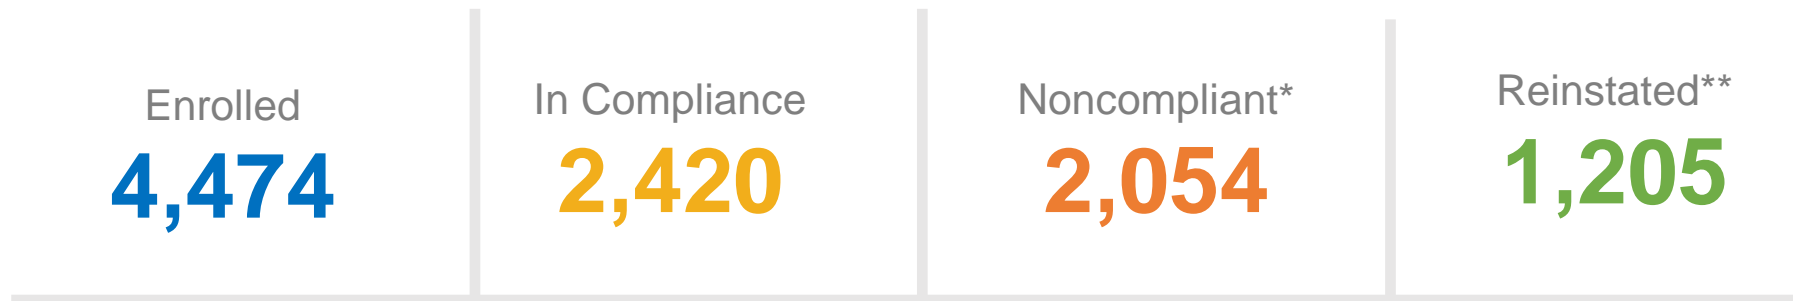 Enrolled
4,474
In Compliance
2,420
Noncompliant*
2,054
Reinstated**
1,205